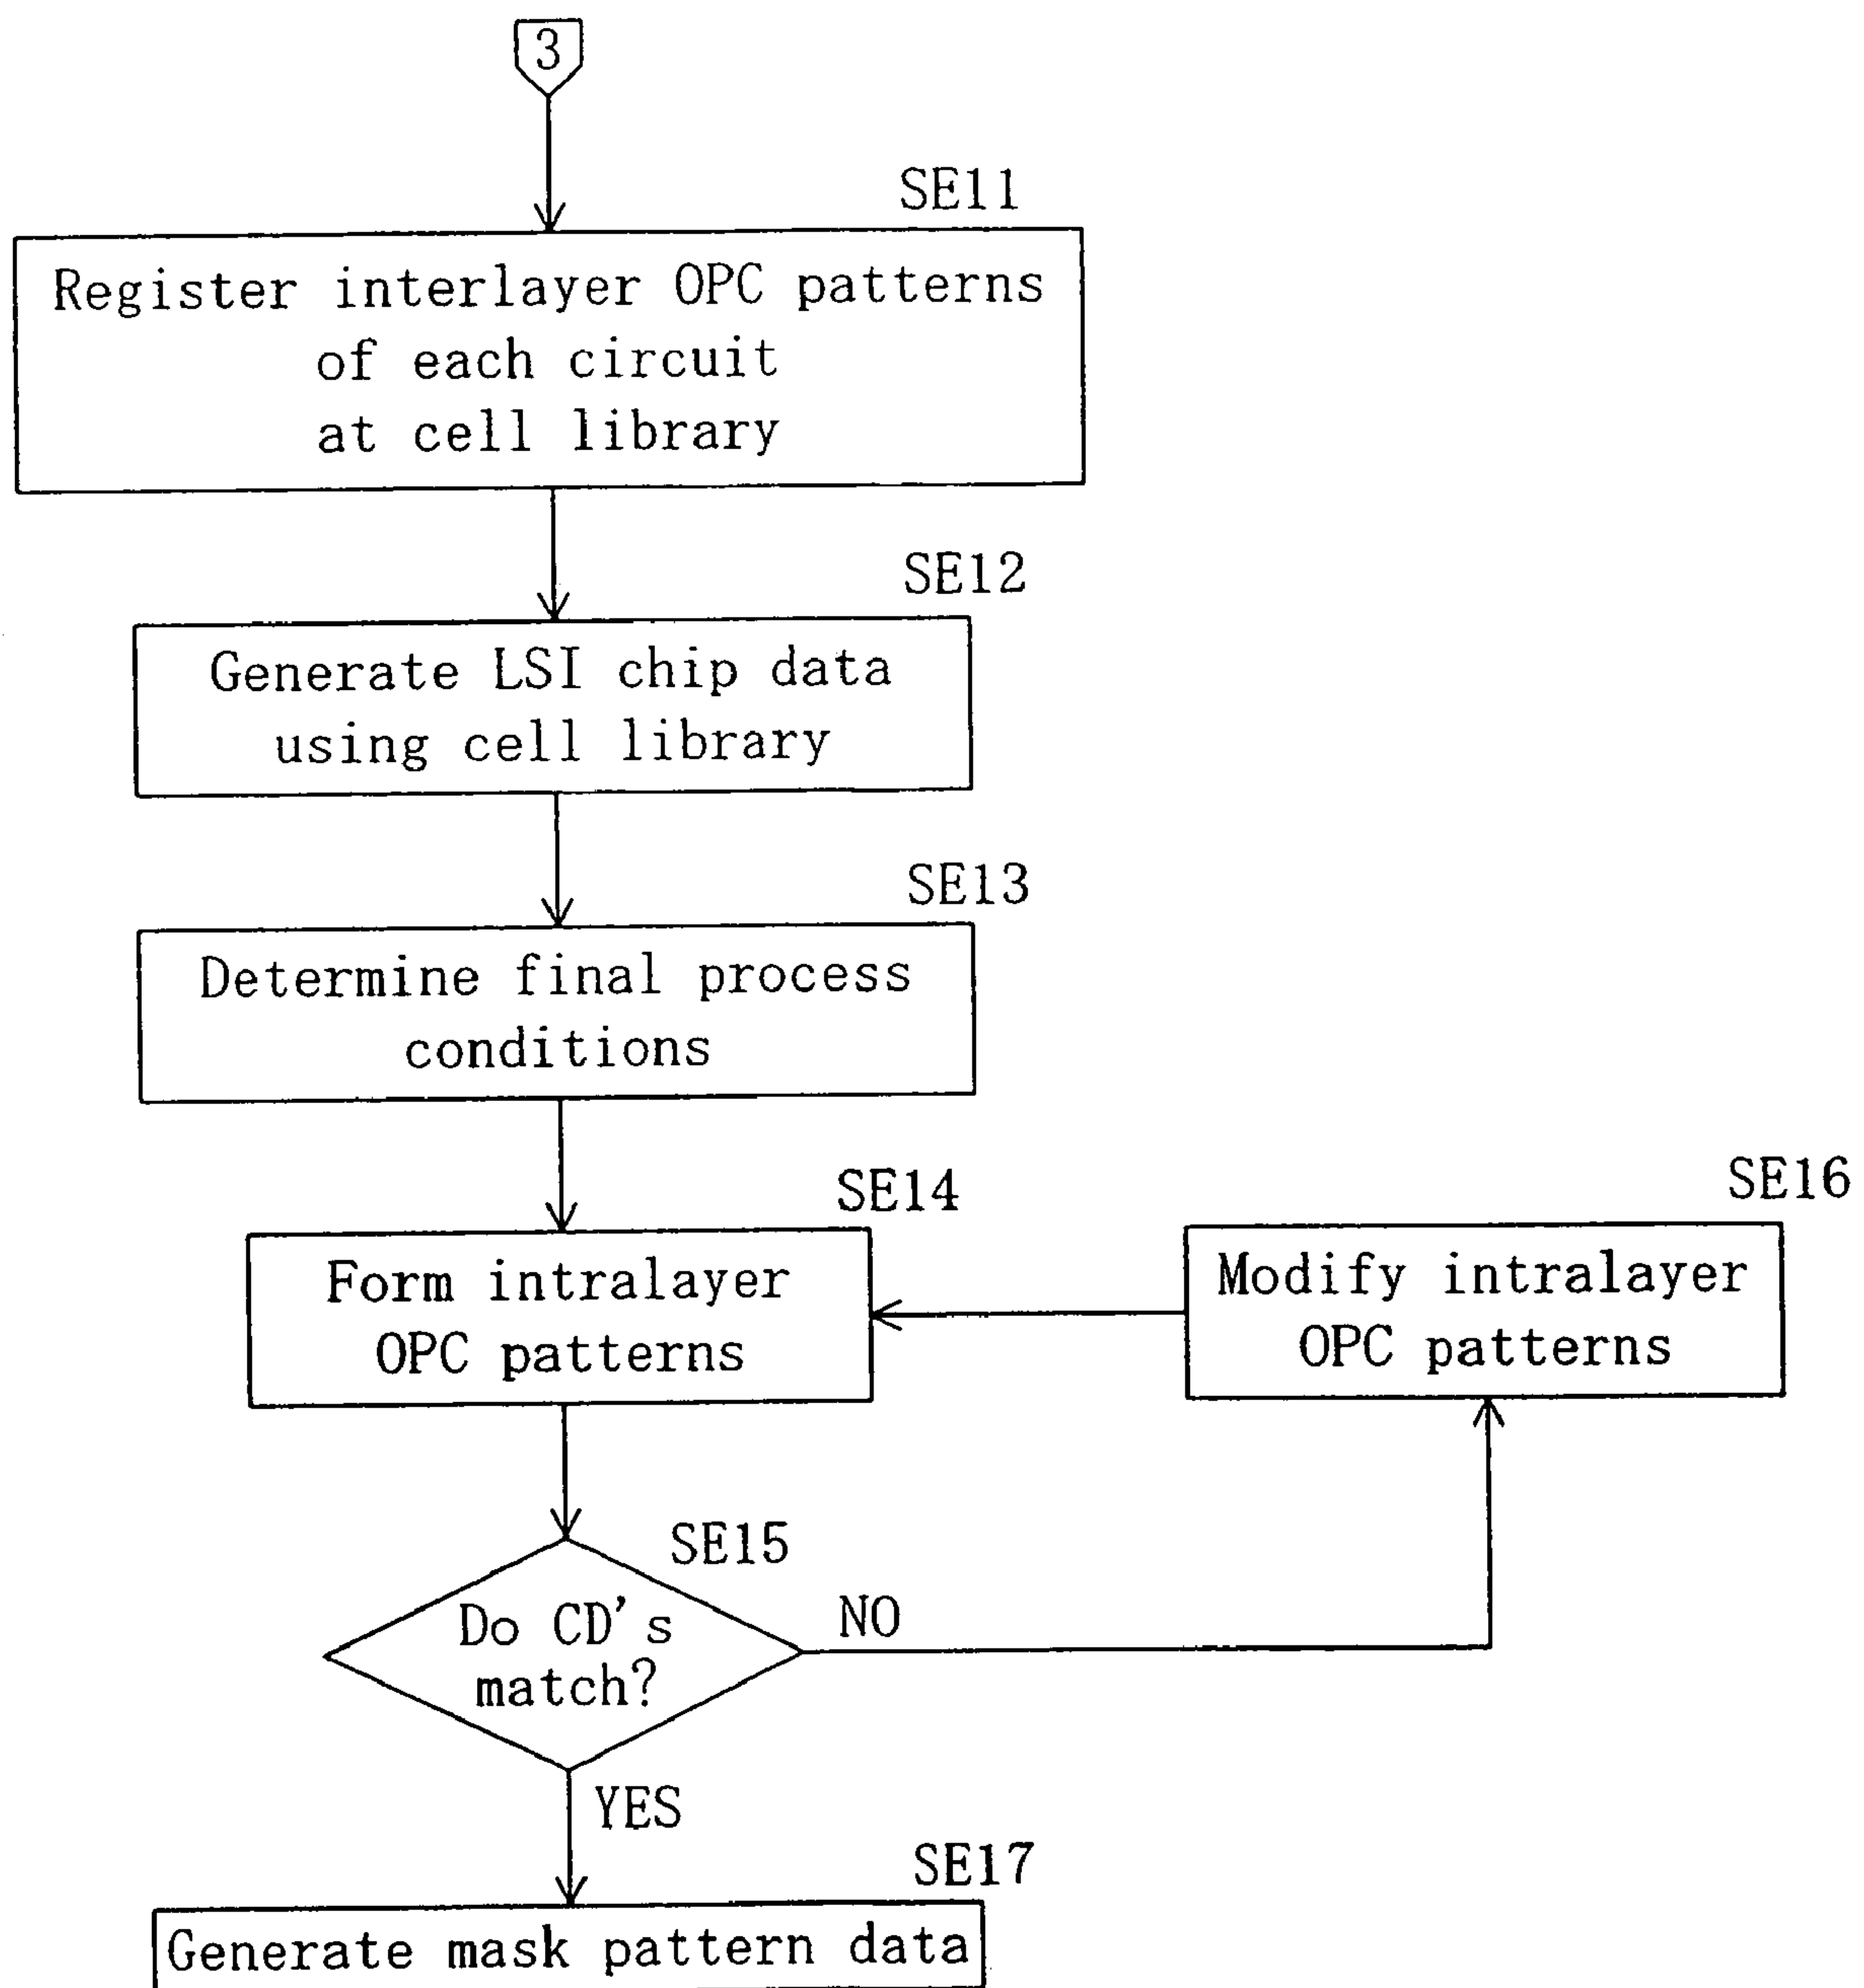 3
SE11
Register interlayer OPC patterns
of each circuit
at cell library
SE12
Generate LSI chip data
using cell library
SE13
Determine final process
conditions
SE14
Form intralayer
OPC patterns
SE16
Modify intralayer
OPC patterns
SE15
Do CD's
match?
NO
YES
SE17
Generate mask pattern data